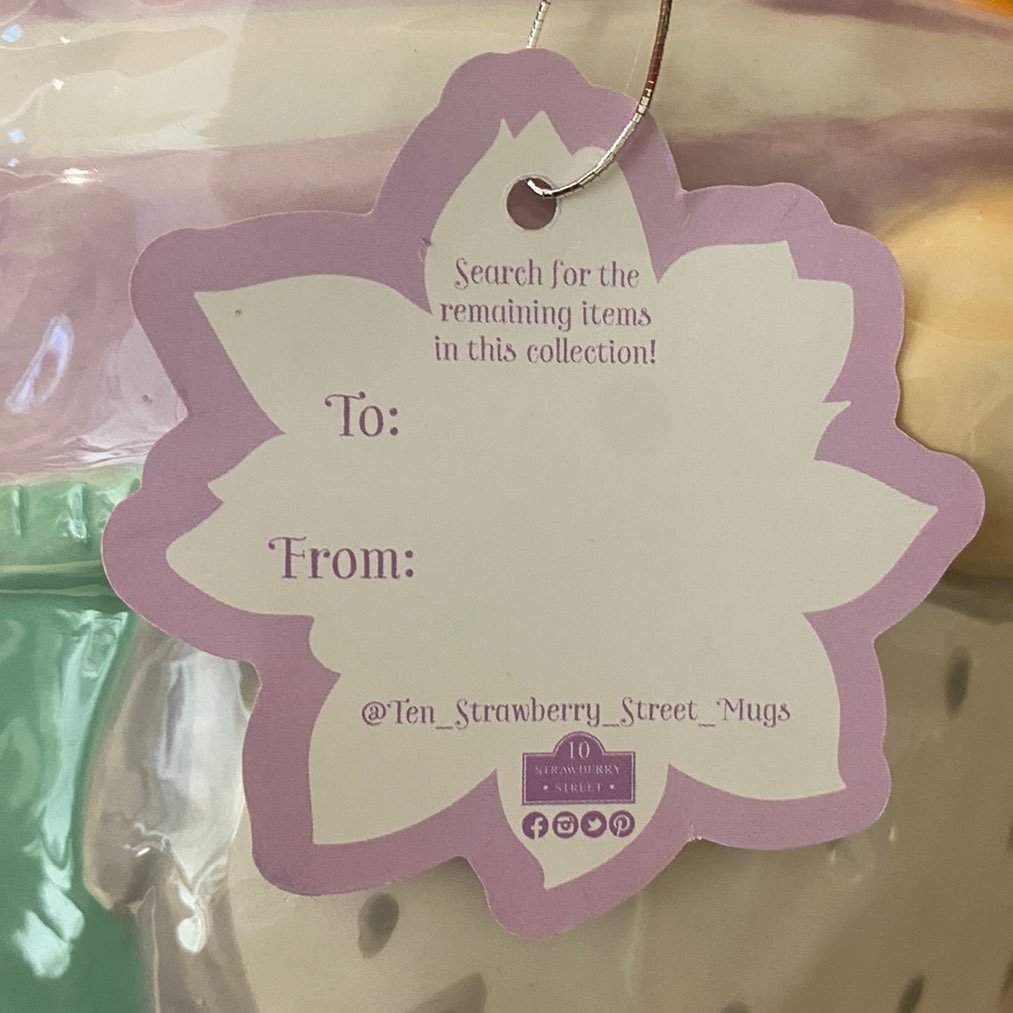 Search for the
remaining items
in this collection!
To:
From:
@Ten_Strawberry_Street_Mugs
10
STRAWBERRY
• STREET •